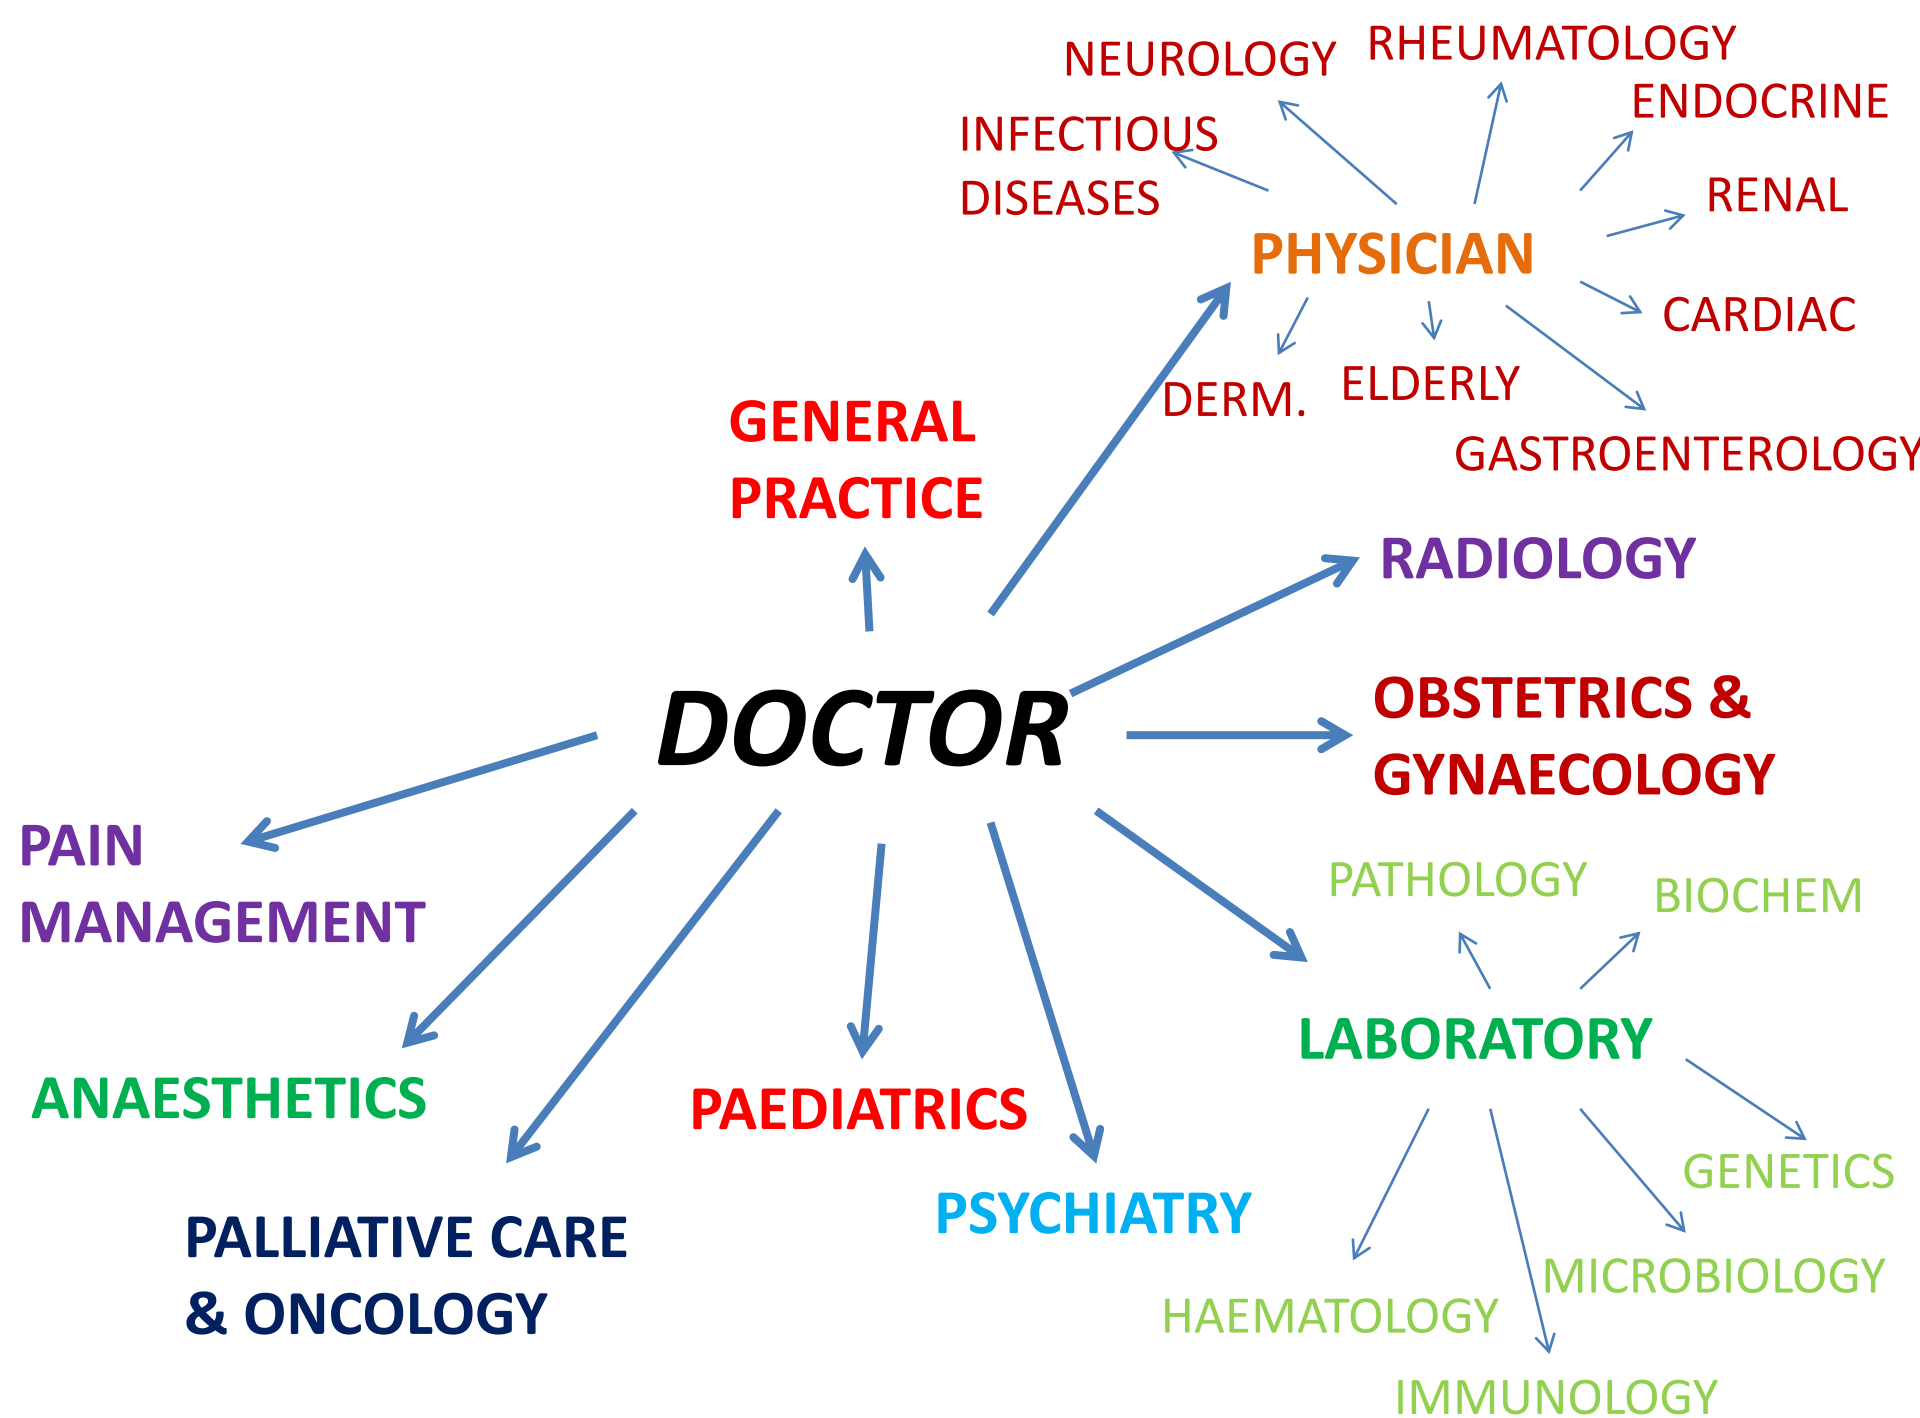 NEUROLOGY
RHEUMATOLOGY
ENDOCRINE
INFECTIOUS
DISEASES
RENAL
PHYSICIAN
CARDIAC
DERM.
ELDERLY
GASTROENTEROLOGY
GENERAL
PRACTICE
RADIOLOGY
DOCTOR
OBSTETRICS &
GYNAECOLOGY
PAIN
MANAGEMENT
PATHOLOGY
BIOCHEM
LABORATORY
ANAESTHETICS
PAEDIATRICS
GENETICS
PSYCHIATRY
PALLIATIVE CARE
& ONCOLOGY
MICROBIOLOGY
HAEMATOLOGY
IMMUNOLOGY